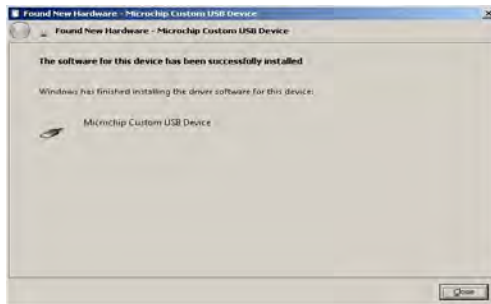 Found New Hardware - Microchip Custom USB Device
Found New Hardware - Microchip Custom USB Device
The software for this device has been successfully installed
Windows has finished installing the driver software for this device:
Microchip Custom USB Device
Close